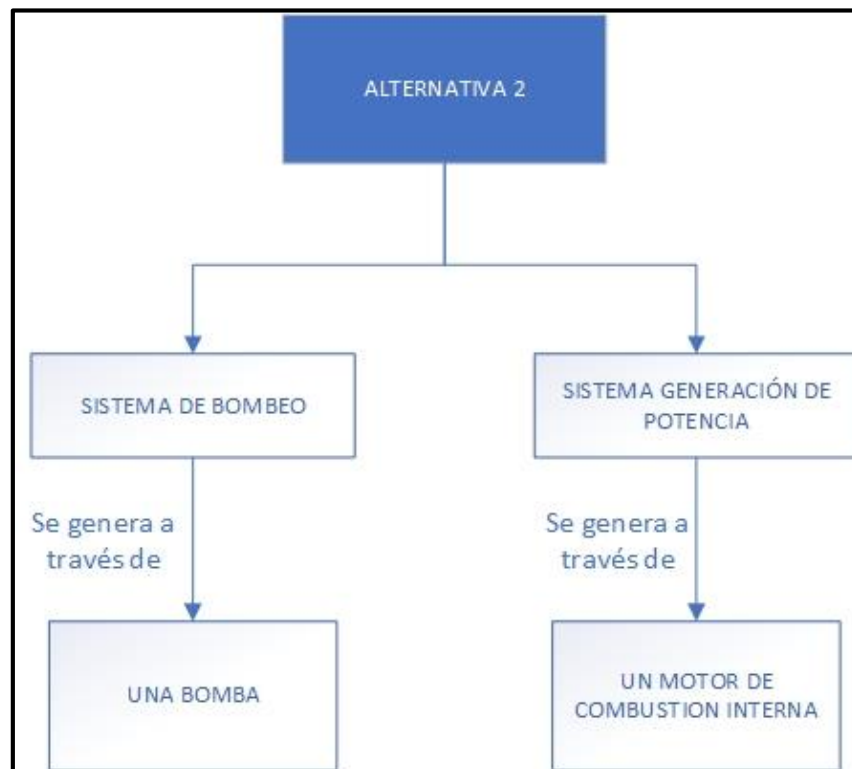 ALTERNATIVA 2
SISTEMA DE BOMBEO
SISTEMA GENERACIÓN DE
POTENCIA
Se genera a
través de
Se genera a
través de
UNA BOMBA
UN MOTOR DE
COMBUSTION INTERNA